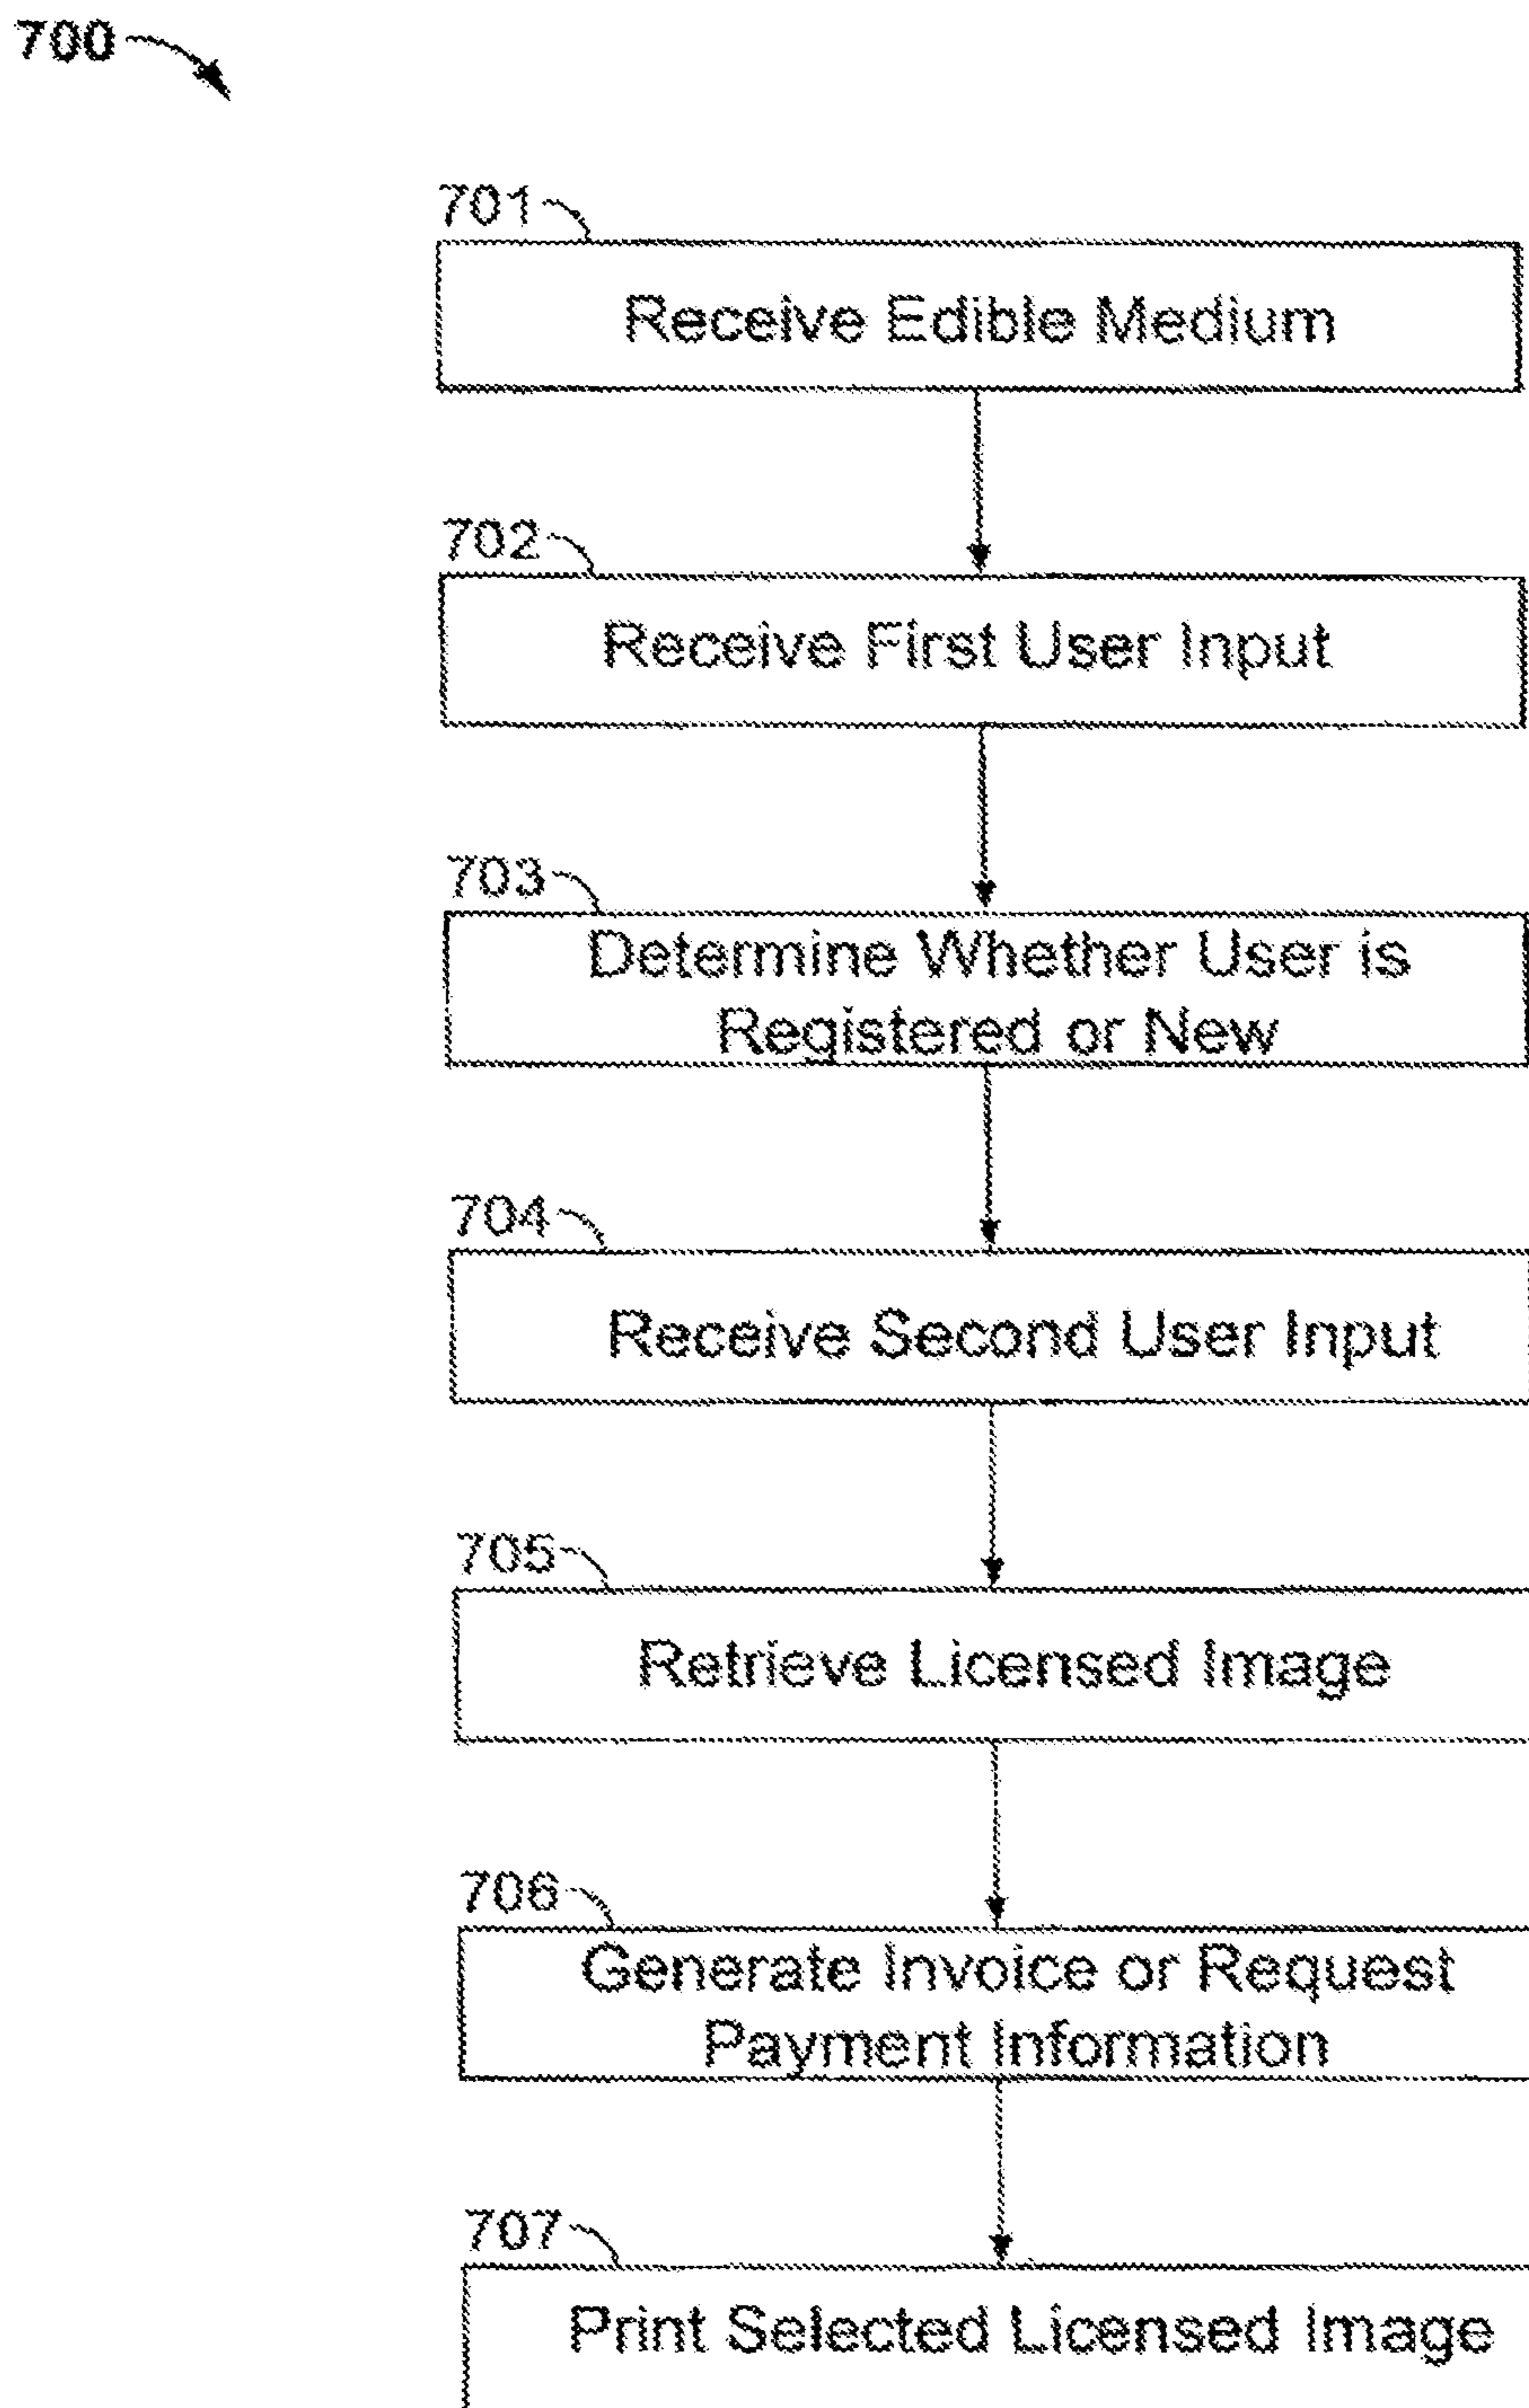 700
701
Receive Edible Medium
702
Receive First User Input
703
Determine Whether User is
Registered or New
704
Receive Second User Input
705
Retrieve Licensed Image
706
Generate Invoice or Request
Payment Information
707
Print Selected Licensed Image